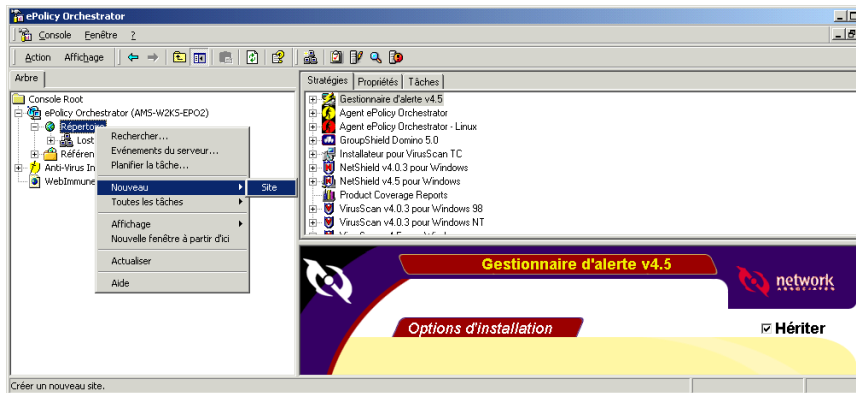 ePolicy Orchestrator
Console Fenêtre ?
Action Affichage
Arbre
Console Root
ePolicy Orchestrator (AMS-W2KS-EPO2)
Répertoire
Lost
Référen
Anti-Virus In
WebImmune
Rechercher...
Evénements du serveur...
Planifier la tâche...
Nouveau
Site
Toutes les tâches
Affichage
Nouvelle fenêtre à partir d'ici
Actualiser
Aide
Stratégies Propriétés Tâches
Gestionnaire d'alerte v4.5
Agent ePolicy Orchestrator
Agent ePolicy Orchestrator - Linux
GroupShield Domino 5.0
Installateur pour VirusScan TC
NetShield v4.0.3 pour Windows
NetShield v4.5 pour Windows
Product Coverage Reports
VirusScan v4.0.3 pour Windows 98
VirusScan v4.0.3 pour Windows NT
Gestionnaire d'alerte v4.5
network
ASSOCIATES
Options d'installation
Hériter
Créer un nouveau site.